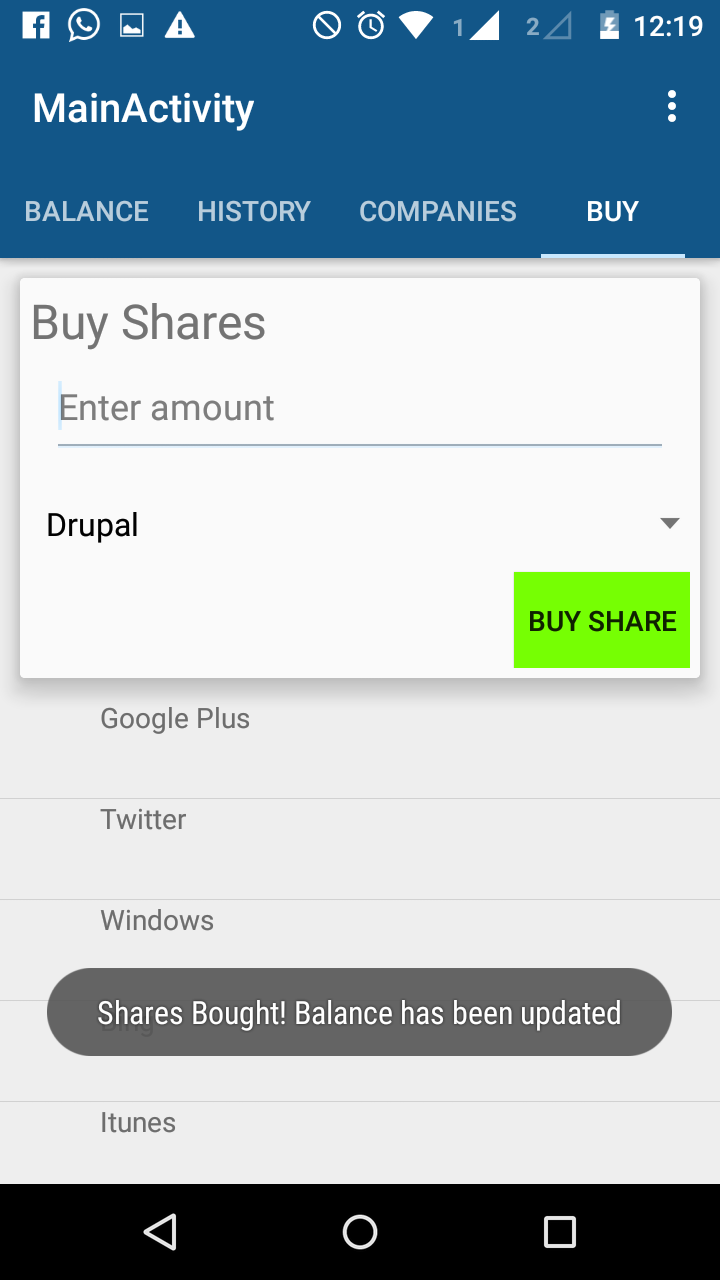 1 2 12:19
MainActivity
BALANCE HISTORY COMPANIES BUY
Buy Shares
Enter amount
Drupal
BUY SHARE
Google Plus
Twitter
Windows
Shares Bought! Balance has been updated
Bing
Itunes